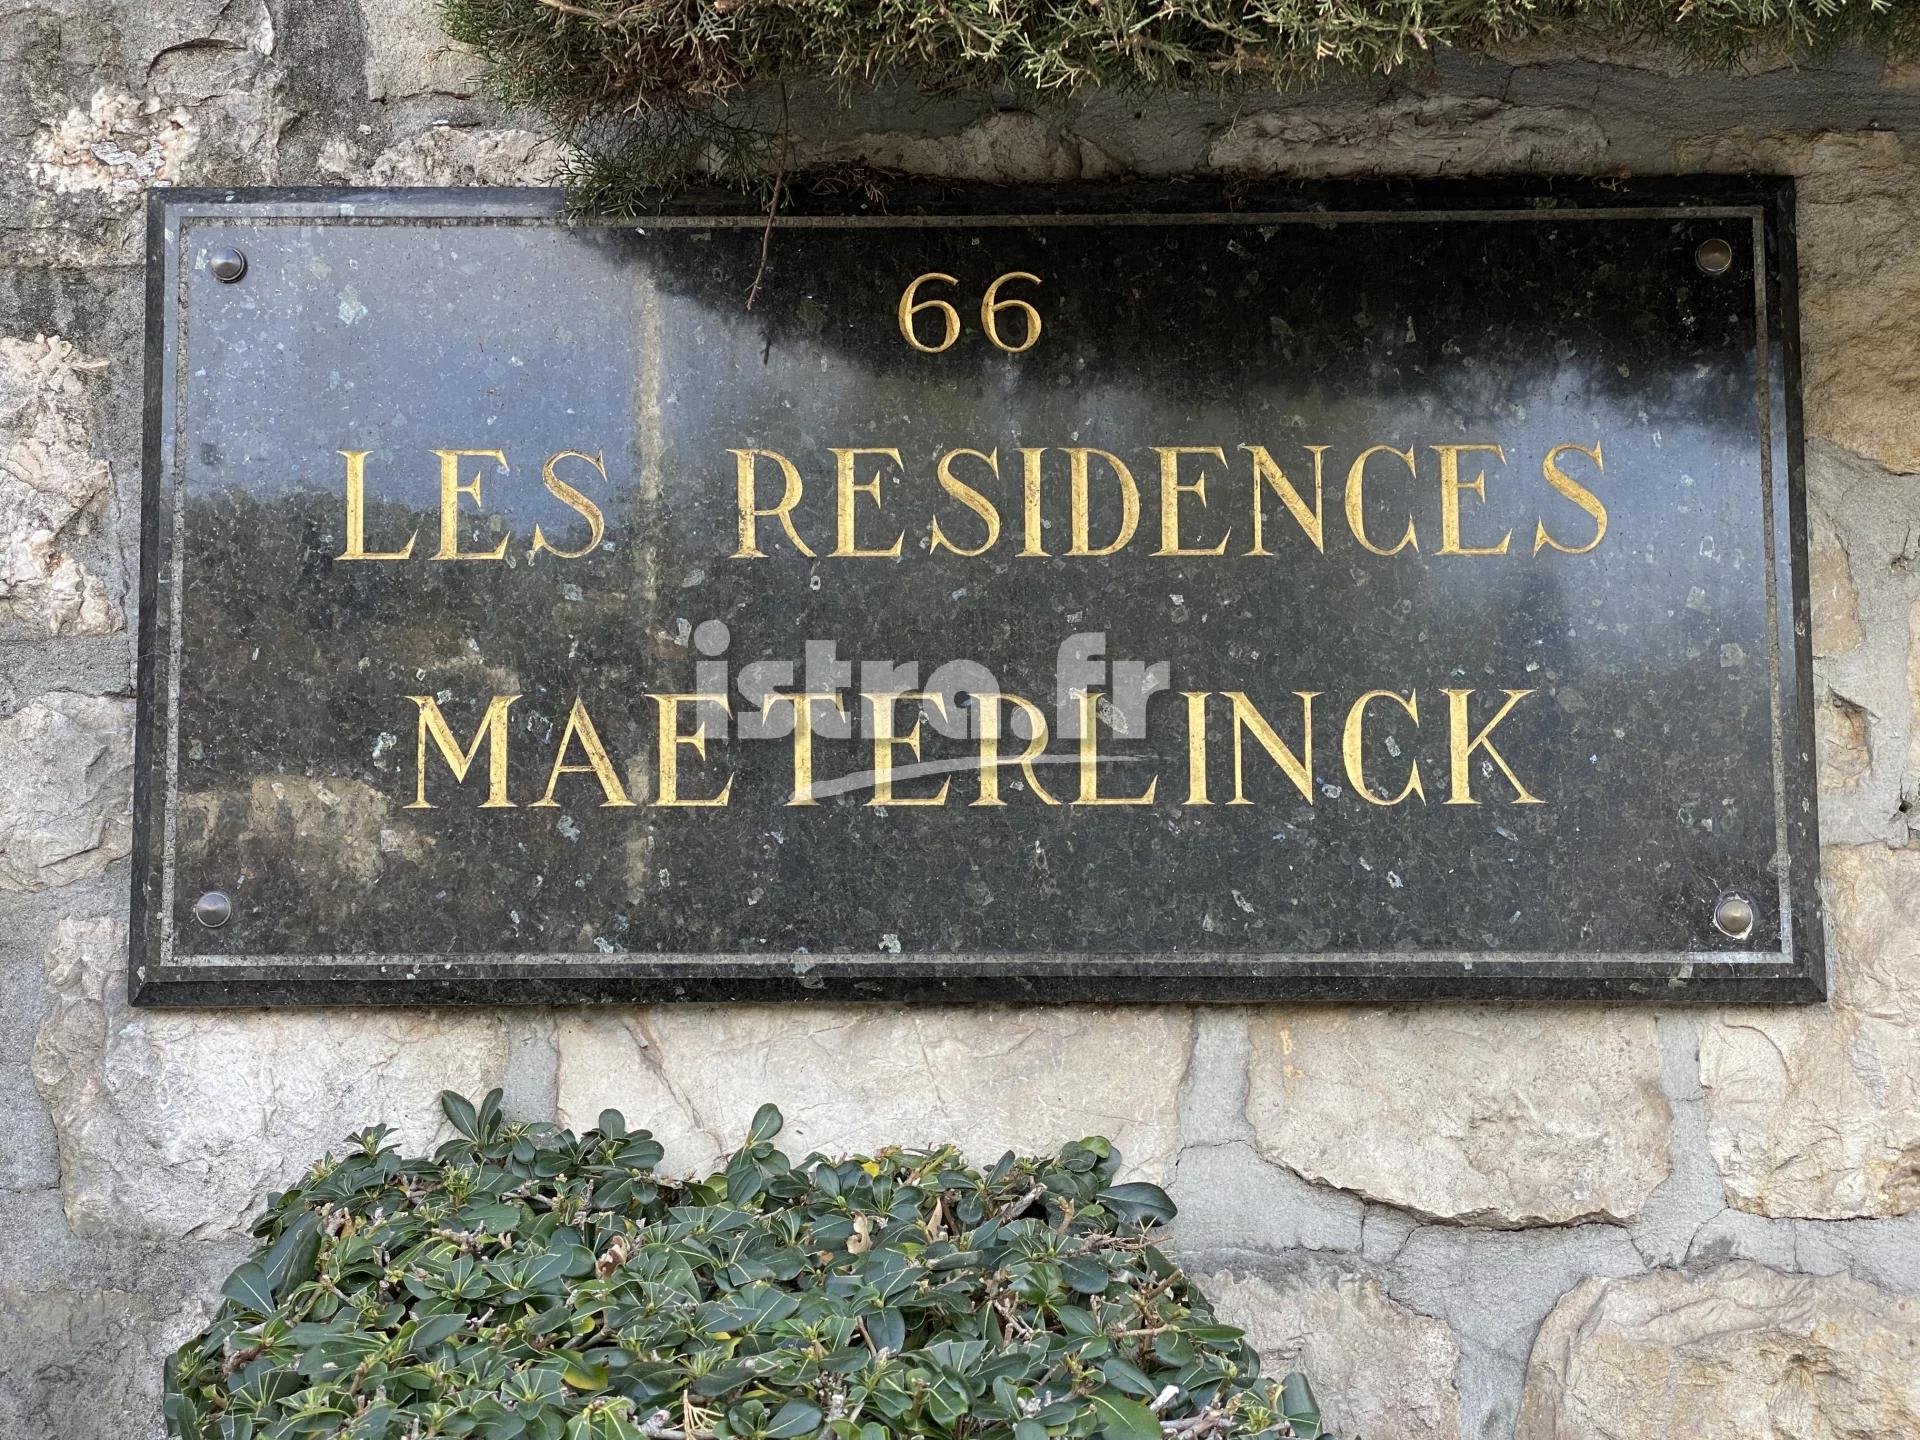 66
LES RESIDENCES
istra.fr
MAETERLINCK